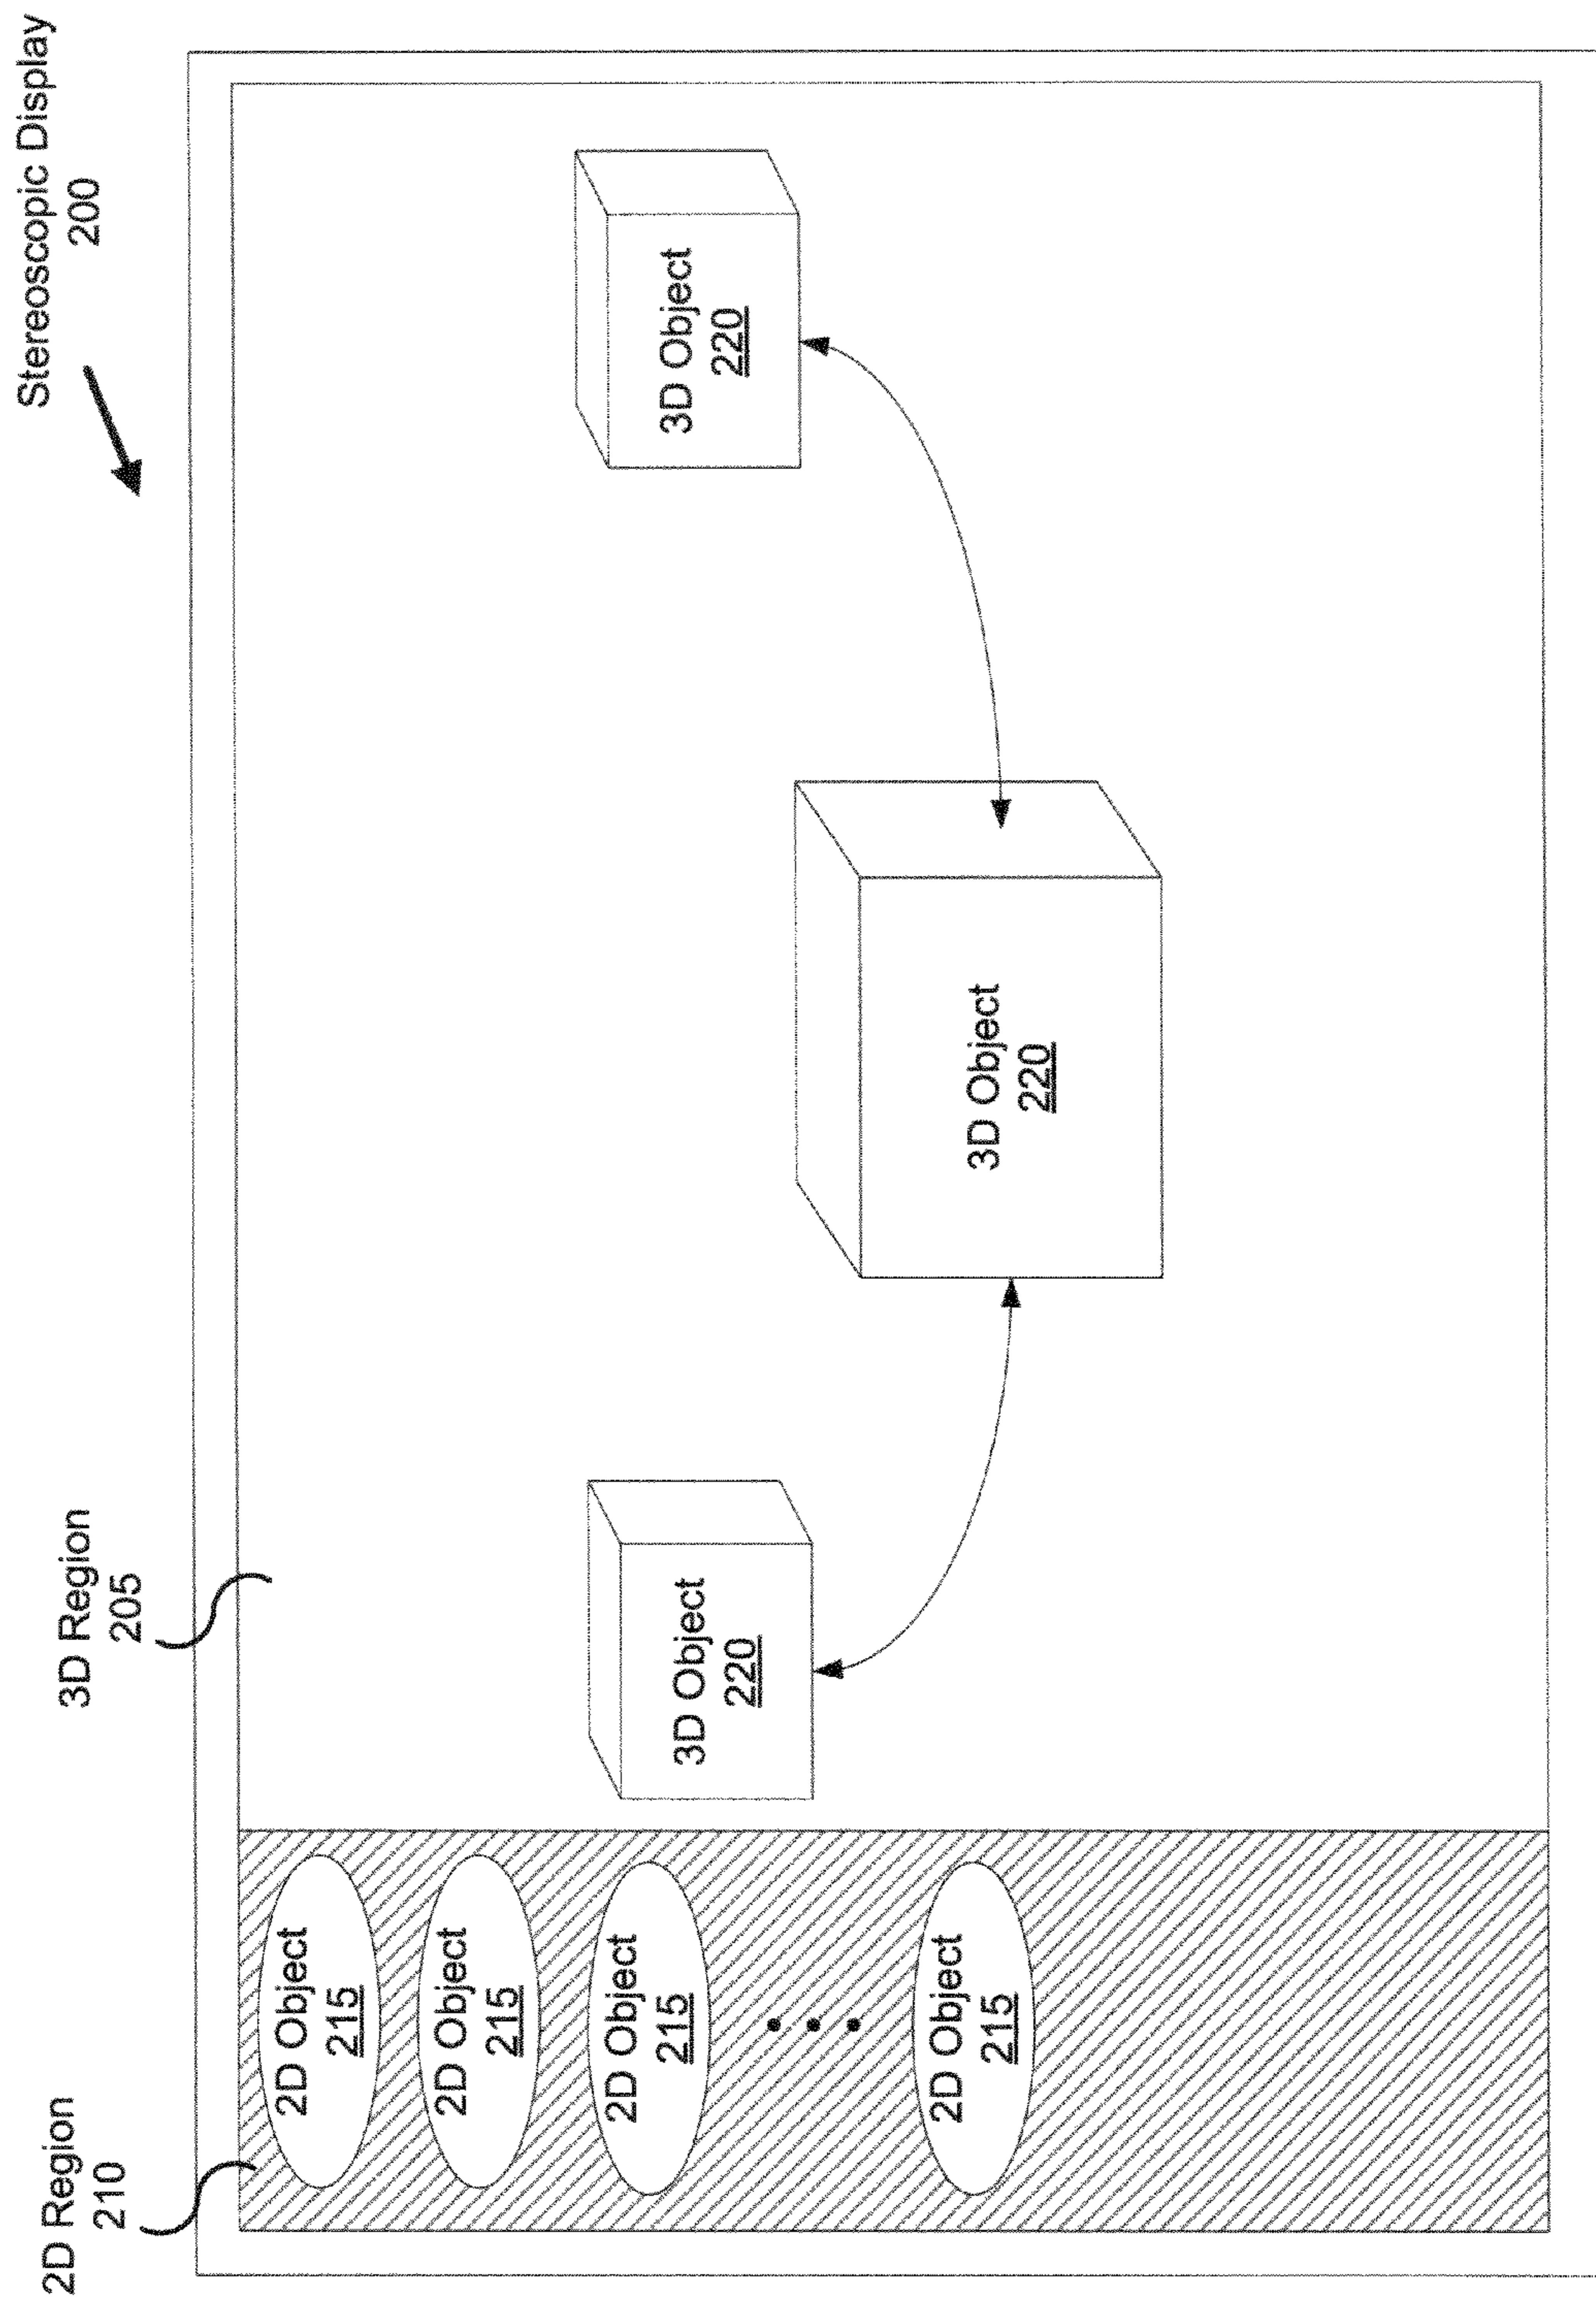 Stereoscopic Display
200
2D Region
210
3D Region
205
2D Object
215
2D Object
215
2D Object
215
2D Object
215
3D Object
220
3D Object
220
3D Object
220